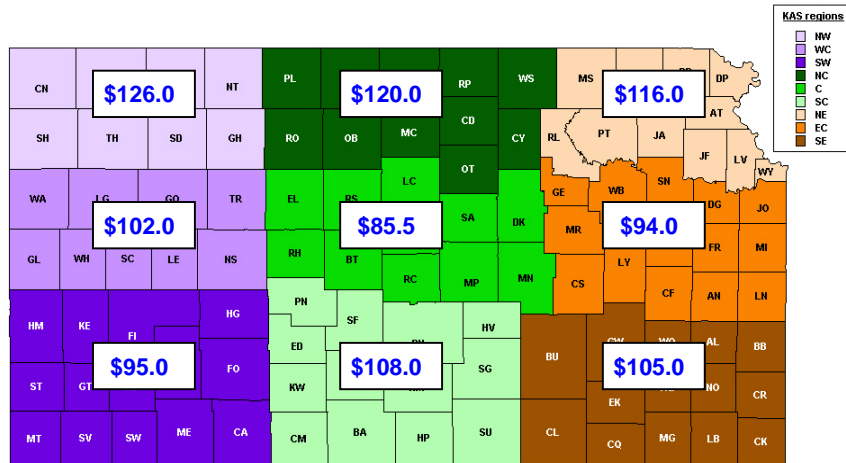 KAS regions
NW
WC
SW
NC
C
SC
NE
EC
SE
CN
NT
PL
RP
WS
MS
DP
$126.0
$120.0
$116.0
SH
TH
SD
GH
RO
OB
MC
CD
CY
RL
PT
JA
AT
JF
LV
WY
OT
WA
LG
GO
TR
EL
RS
LC
SA
DK
GE
WB
SN
DG
JO
$102.0
$85.5
$94.0
GL
WH
SC
LE
NS
RH
BT
RC
MP
MN
MR
LY
FR
MI
CS
CF
AN
LN
HM
KE
FI
HG
PN
SF
HV
BU
AL
BB
$95.0
$108.0
$105.0
ST
GT
FO
ED
KW
SG
EK
NO
CR
MT
SV
SW
ME
CA
CM
BA
HP
SU
CL
CQ
MG
LB
CK